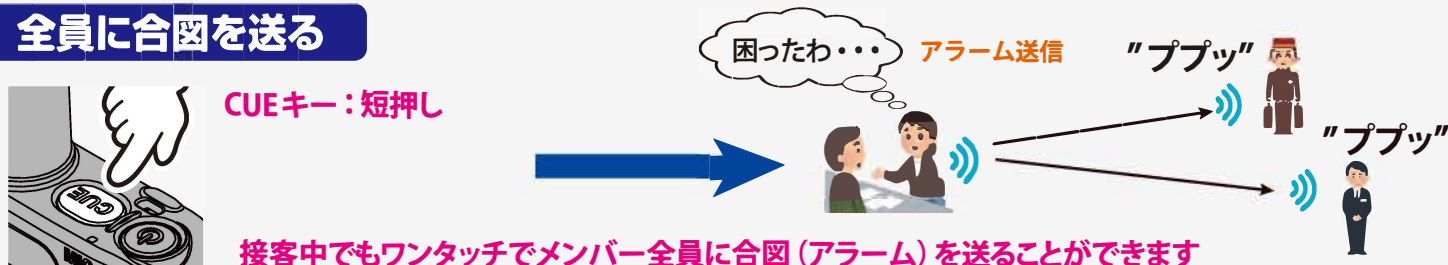 全員に合図を送る
困ったわ・・・
アラーム送信
"ププッ"
"ププッ"
CUEキー：短押し
CUE
接客中でもワンタッチでメンバー全員に合図（アラーム）を送ることができます